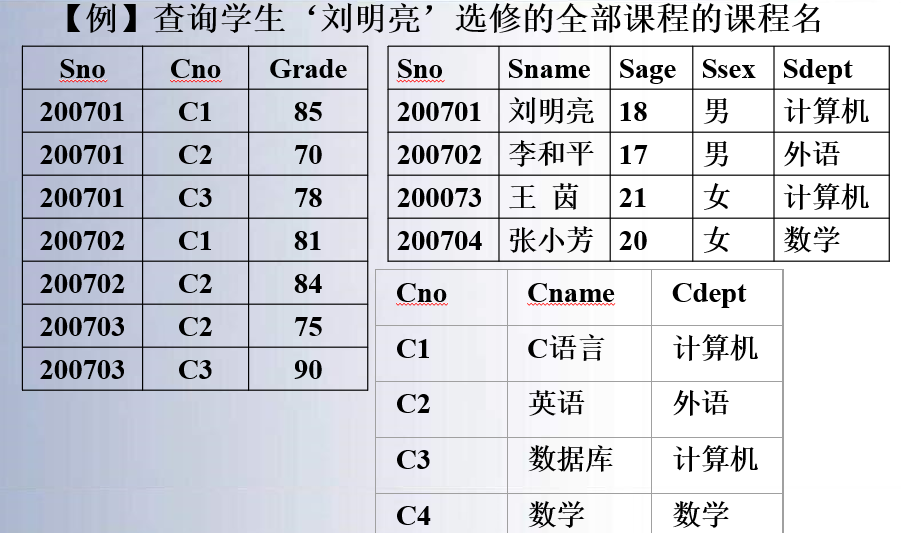 【例】查询学生‘刘明亮’选修的全部课程的课程名
Sno Cno Grade
200701 C1 85
200701 C2 70
200701 C3 78
200702 C1 81
200702 C2 84
200703 C2 75
200703 C3 90
Sno Sname Sage Ssex Sdept
200701 刘明亮 18 男 计算机
200702 李和平 17 男 外语
200073 王 茵 21 女 计算机
200704 张小芳 20 女 数学
Cno Cname Cdept
C1 C语言 计算机
C2 英语 外语
C3 数据库 计算机
C4 数学 数学